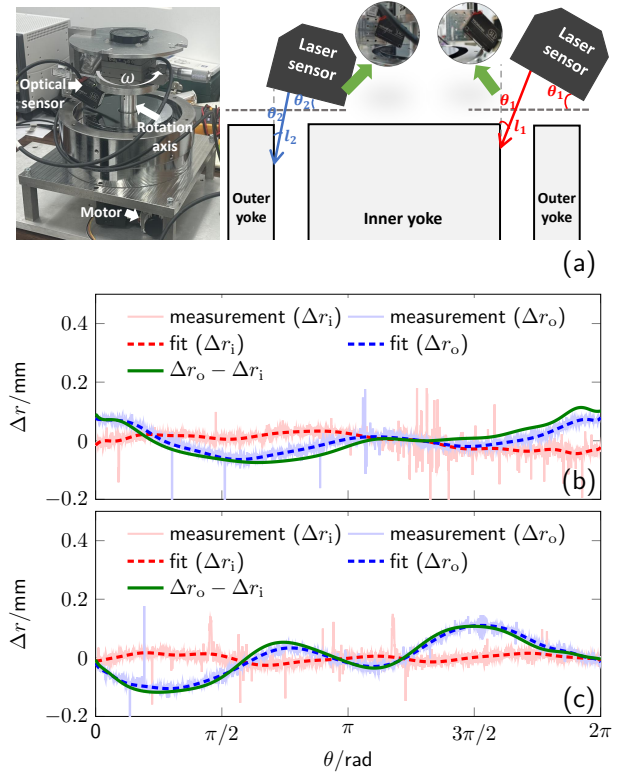 Optical
sensor
ω
Rotation
axis
Motor
Laser
sensor
Laser
sensor
θ₂
θ₂
l₂
θ₁
θ₁
l₁
Outer
yoke
Inner yoke
Outer
yoke
(a)
measurement (Δrᵢ) measurement (Δrₒ)
fit (Δrᵢ) fit (Δrₒ)
Δrₒ − Δrᵢ
Δr/mm
0.4
0.2
0
−0.2
(b)
measurement (Δrᵢ) measurement (Δrₒ)
fit (Δrᵢ) fit (Δrₒ)
Δrₒ − Δrᵢ
Δr/mm
0.4
0.2
0
−0.2
(c)
0 π/2 π 3π/2 2π
θ/rad